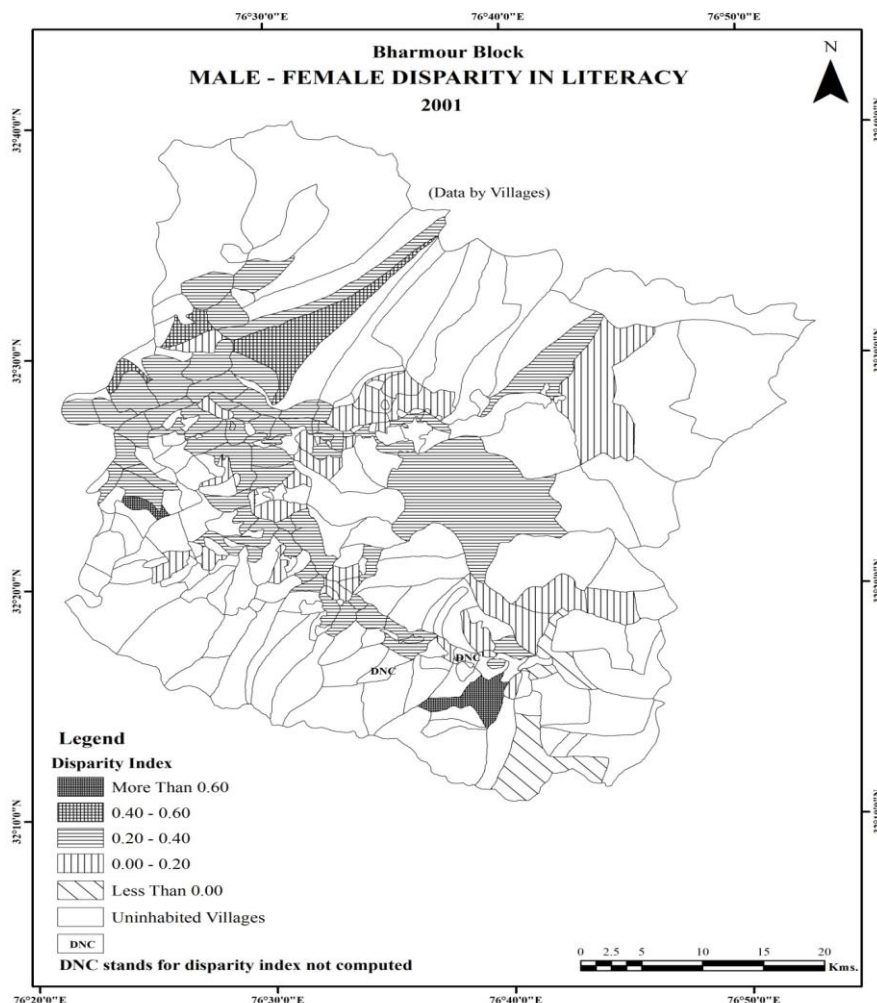 76°30'0"E 76°40'0"E 76°50'0"E
Bharmour Block
MALE - FEMALE DISPARITY IN LITERACY
2001
N
32°40'0"N
(Data by Villages)
32°30'0"N
32°20'0"N
DNC DNC
Legend
Disparity Index
More Than 0.60
0.40 - 0.60
0.20 - 0.40
0.00 - 0.20
Less Than 0.00
Uninhabited Villages
DNC
DNC stands for disparity index not computed
32°10'0"N
0 2.5 5 10 15 20
Kms.
76°20'0"E 76°30'0"E 76°40'0"E 76°50'0"E